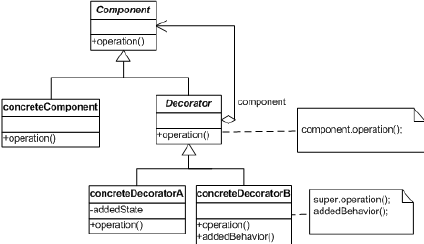 Component
+operation()
component
concreteComponent
+operation()
Decorator
+operation()
component.operation();
concreteDecoratorA
-addedState
+operation()
concreteDecoratorB
+operation()
+addedBehavior()
super.operation();
addedBehavior();